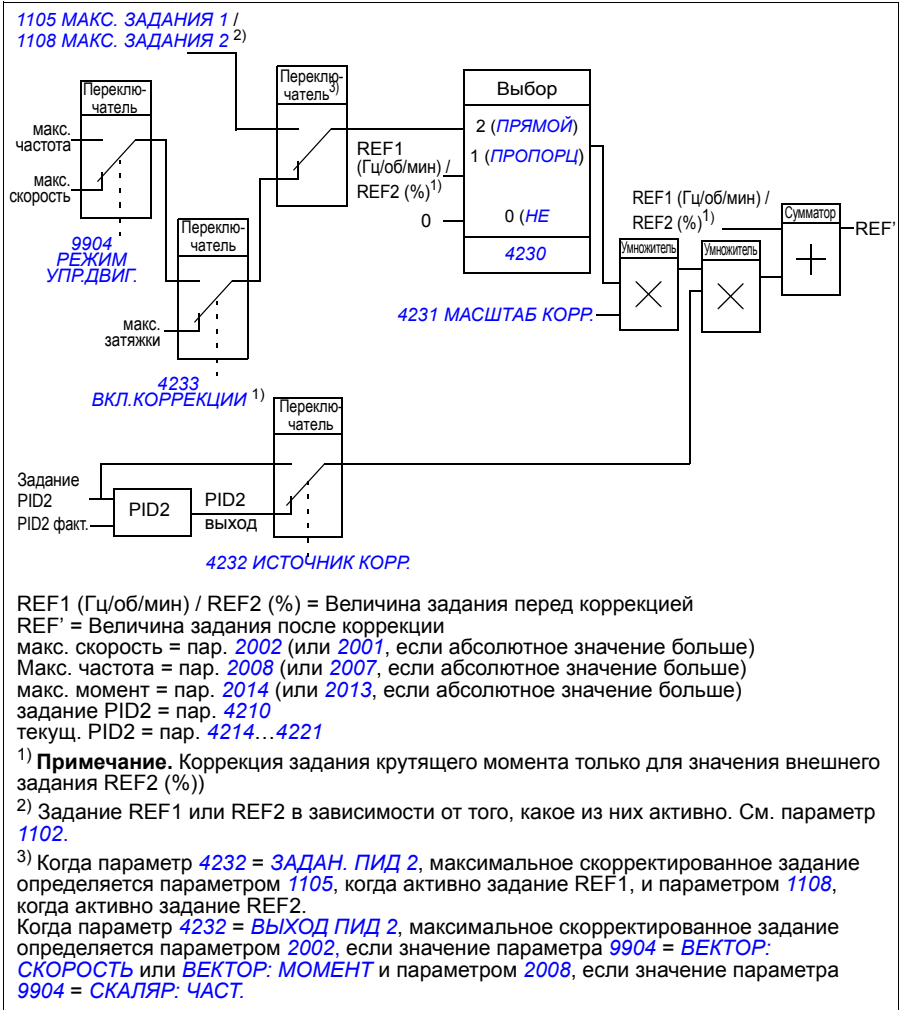 1105 МАКС. ЗАДАНИЯ 1 /
1108 МАКС. ЗАДАНИЯ 2 2)
Переклю-
чатель
макс.
частота
макс.
скорость
9904
РЕЖИМ
УПР.ДВИГ.
Переклю-
чатель
макс.
затяжки
4233
ВКЛ.КОРРЕКЦИИ 1)
Переклю-
чатель3)
REF1
(Гц/об/мин) /
REF2 (%)1)
0
Выбор
2 (ПРЯМОЙ)
1 (ПРОПОРЦ)
0 (НЕ
4230
4231 МАСШТАБ КОРР.
Умножитель
REF1 (Гц/об/мин) /
REF2 (%)1)
Умножитель
Сумматор
REF'
Задание
PID2
PID2 факт.
PID2
PID2
выход
Переклю-
чатель
4232 ИСТОЧНИК КОРР.
REF1 (Гц/об/мин) / REF2 (%) = Величина задания перед коррекцией
REF’ = Величина задания после коррекции
макс. скорость = пар. 2002 (или 2001, если абсолютное значение больше)
Макс. частота = пар. 2008 (или 2007, если абсолютное значение больше)
макс. момент = пар. 2014 (или 2013, если абсолютное значение больше)
задание PID2 = пар. 4210
текущ. PID2 = пар. 4214…4221
1) Примечание. Коррекция задания крутящего момента только для значения внешнего
задания REF2 (%))
2) Задание REF1 или REF2 в зависимости от того, какое из них активно. См. параметр
1102.
3) Когда параметр 4232 = ЗАДАН. ПИД 2, максимальное скорректированное задание
определяется параметром 1105, когда активно задание REF1, и параметром 1108,
когда активно задание REF2.
Когда параметр 4232 = ВЫХОД ПИД 2, максимальное скорректированное задание
определяется параметром 2002, если значение параметра 9904 = ВЕКТОР:
СКОРОСТЬ или ВЕКТОР: МОМЕНТ и параметром 2008, если значение параметра
9904 = СКАЛЯР: ЧАСТ.